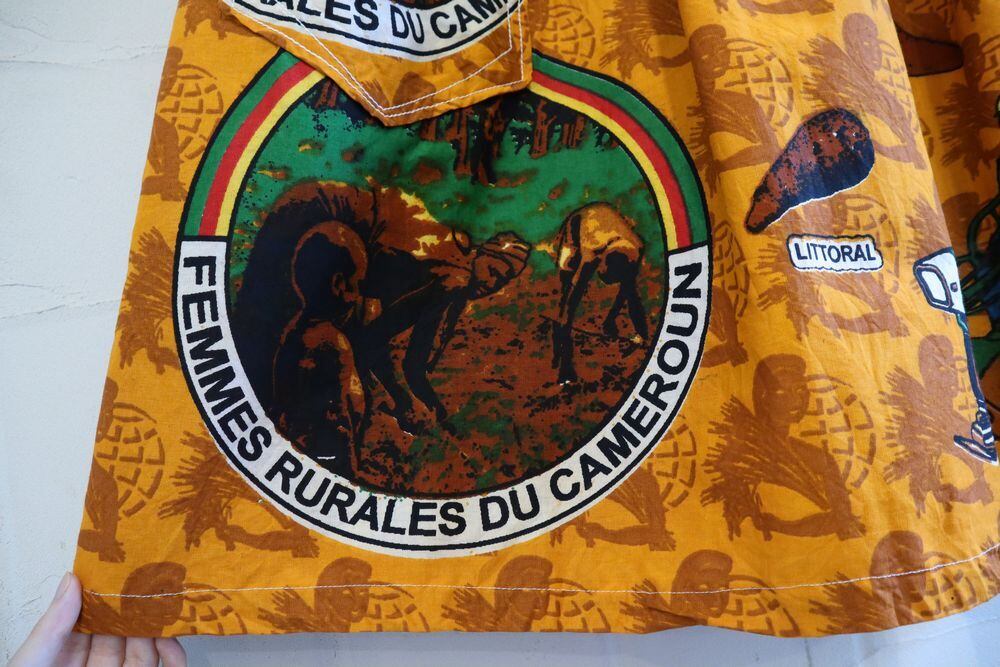 RALES DU CAM
FEMMES RURALES DU CAMEROUN
LITTORAL